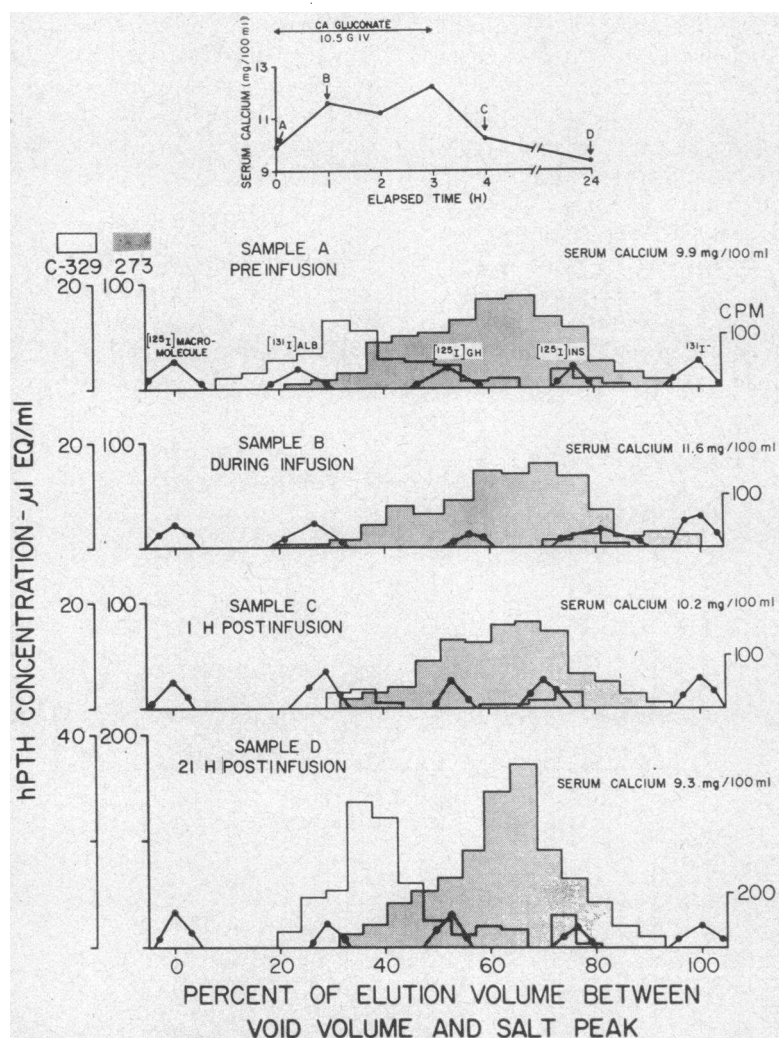 CA GLUCONATE
10.5 G IV
SERUM CALCIUM (mg/100 ml)
13
11
9
A
B
C
D
0 1 2 3 4 24
ELAPSED TIME (H)
C-329 273
SAMPLE A
PREINFUSION
SERUM CALCIUM 9.9 mg/100 ml
20 100
CPM
100
[125I] MACRO-
MOLECULE
[131I] ALB
[125I] GH
[125I] INS
131I-
SAMPLE B
DURING INFUSION
SERUM CALCIUM 11.6 mg/100 ml
20 100
100
SAMPLE C
1 H POSTINFUSION
SERUM CALCIUM 10.2 mg/100 ml
20 100
100
SAMPLE D
21 H POSTINFUSION
SERUM CALCIUM 9.3 mg/100 ml
40 200
200
hPTH CONCENTRATION - µl EQ/ml
0 20 40 60 80 100
PERCENT OF ELUTION VOLUME BETWEEN
VOID VOLUME AND SALT PEAK